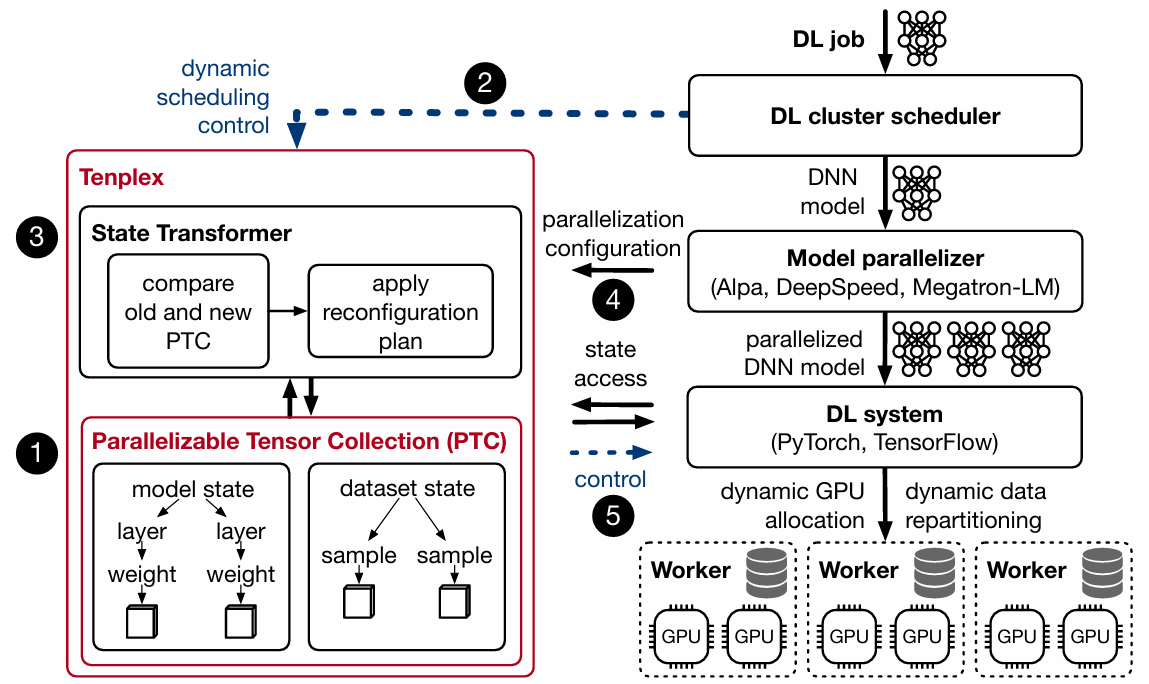 DL job
dynamic
scheduling
control
2
DL cluster scheduler
Tenplex
DNN
model
3
State Transformer
compare
old and new
PTC
apply
reconfiguration
plan
parallelization
configuration
4
Model parallelizer
(Alpa, DeepSpeed, Megatron-LM)
parallelized
DNN model
state
access
DL system
(PyTorch, TensorFlow)
1
Parallelizable Tensor Collection (PTC)
model state
layer
layer
weight
weight
dataset state
sample
sample
control
5
dynamic GPU
allocation
dynamic data
repartitioning
Worker
GPU
GPU
Worker
GPU
GPU
Worker
GPU
GPU